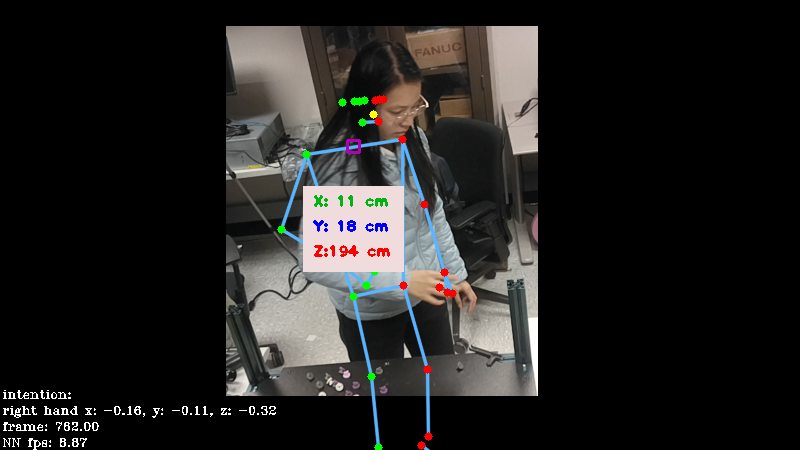 FANUC
X: 11 cm
Y: 18 cm
Z:194 cm
intention:
right hand x: -0.16, y: -0.11, z: -0.32
frame: 762.00
NN fps: 8.87